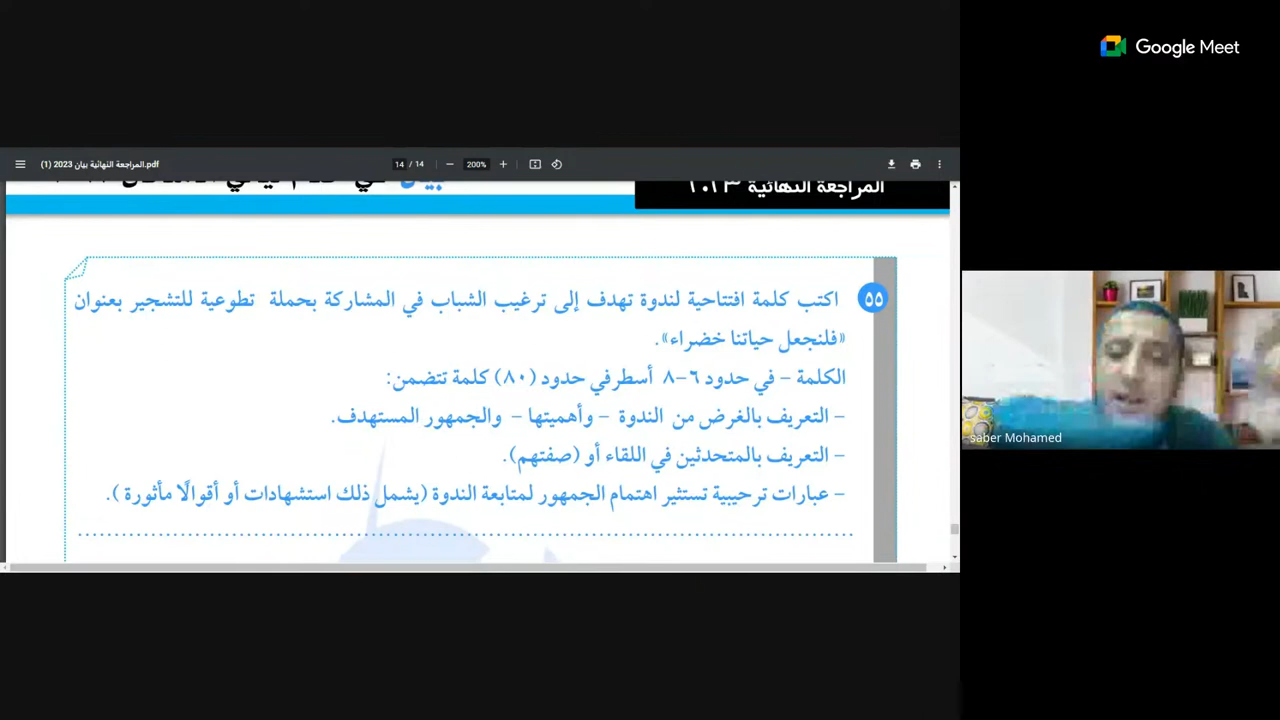 Google Meet
المراجعة النهائية بيان 2023 (1).pdf
14 / 14
200%
المراجعة النهائية ٢٠٢٣
بيان في
٥٥ اكتب كلمة افتتاحية لندوة تهدف إلى ترغيب الشباب في المشاركة بحملة تطوعية للتشجير بعنوان
«فلنجعل حياتنا خضراء».
الكلمة – في حدود ٦–٨ أسطرفي حدود (٨٠) كلمة تتضمن:
– التعريف بالغرض من الندوة – وأهميتها – والجمهور المستهدف.
– التعريف بالمتحدثين في اللقاء أو (صفتهم).
– عبارات ترحيبية تستثير اهتمام الجمهور لمتابعة الندوة (يشمل ذلك استشهادات أو أقوالًا مأثورة ).
saber Mohamed